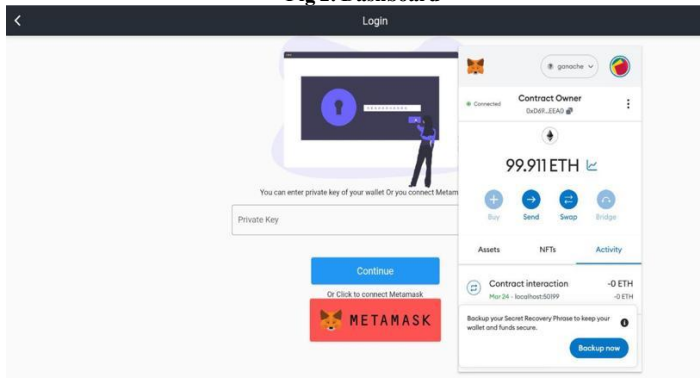 Fig 2: Dashboard
Login
ganache
Connected
Contract Owner
0xD69...EEA0
99.911 ETH
Buy
Send
Swap
Bridge
You can enter private key of your wallet Or you connect Metam
Private Key
Assets
NFTs
Activity
Continue
Contract interaction
-0 ETH
Mar 24 - localhost:50199
-0 ETH
Or Click to connect Metamask
METAMASK
Backup your Secret Recovery Phrase to keep your
wallet and funds secure.
Backup now